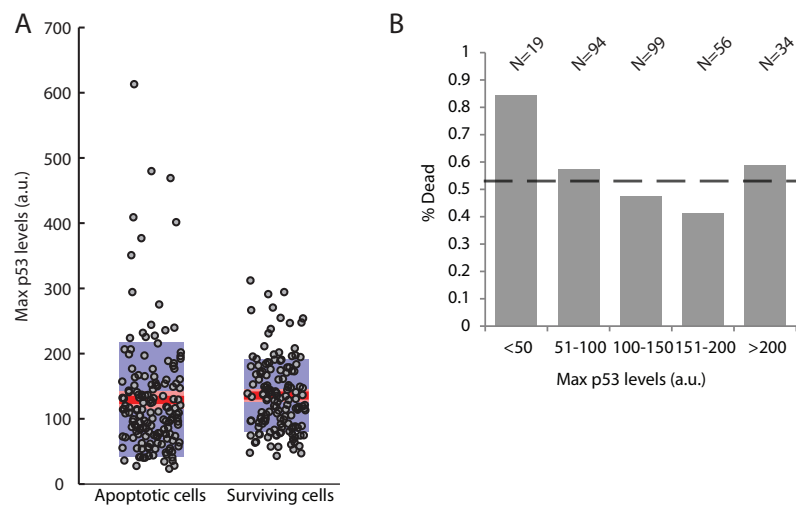 A
Max p53 levels (a.u.)
700
600
500
400
300
200
100
0
Apoptotic cells Surviving cells
B
N=19 N=94 N=99 N=56 N=34
% Dead
1
0.9
0.8
0.7
0.6
0.5
0.4
0.3
0.2
0.1
0
<50 51-100 100-150 151-200 >200
Max p53 levels (a.u.)